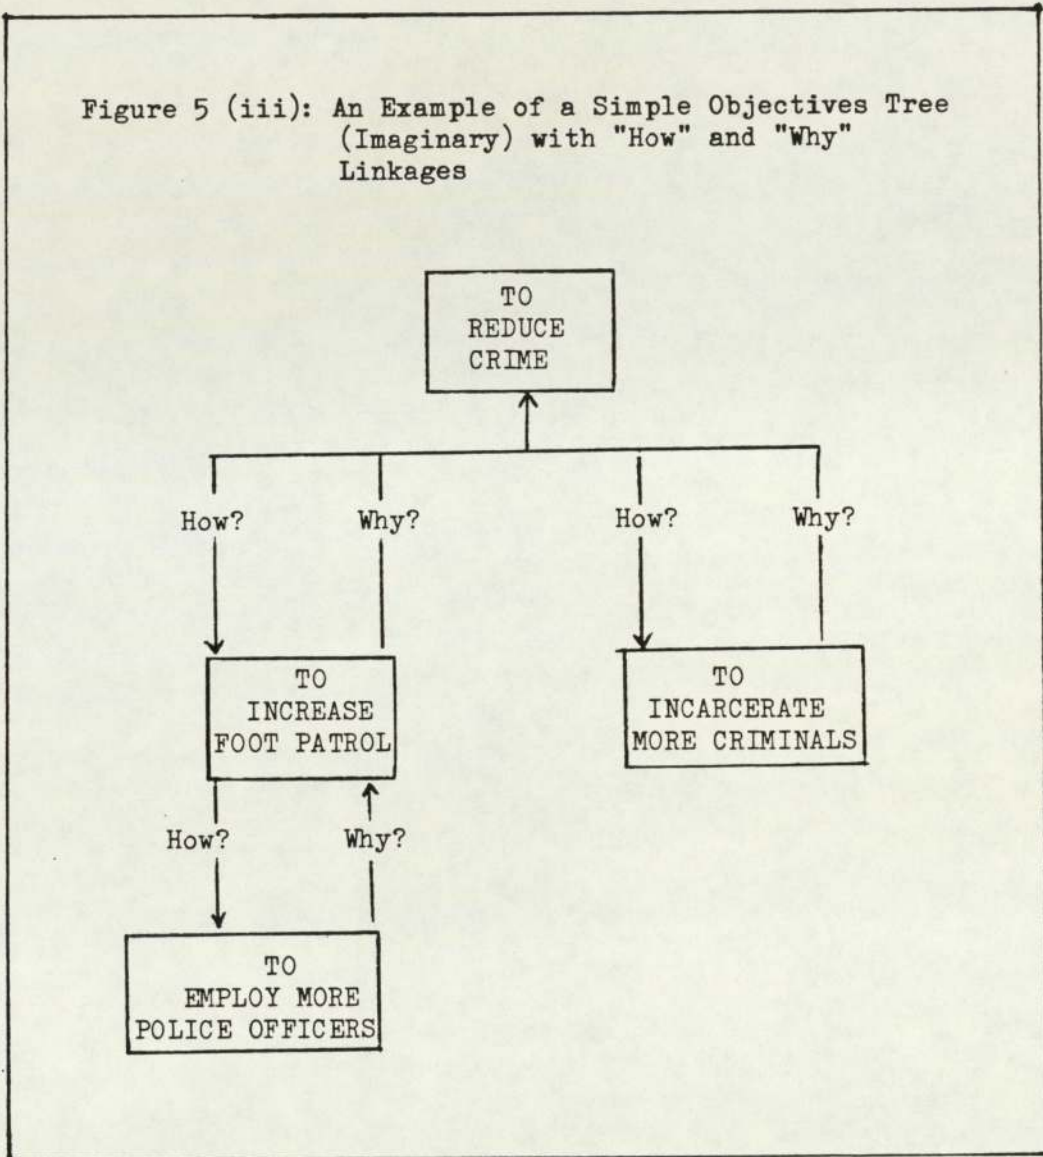 Figure 5 (iii): An Example of a Simple Objectives Tree
(Imaginary) with "How" and "Why"
Linkages
TO
REDUCE
CRIME
How?
Why?
How?
Why?
TO
INCREASE
FOOT PATROL
TO
INCARCERATE
MORE CRIMINALS
How?
Why?
TO
EMPLOY MORE
POLICE OFFICERS